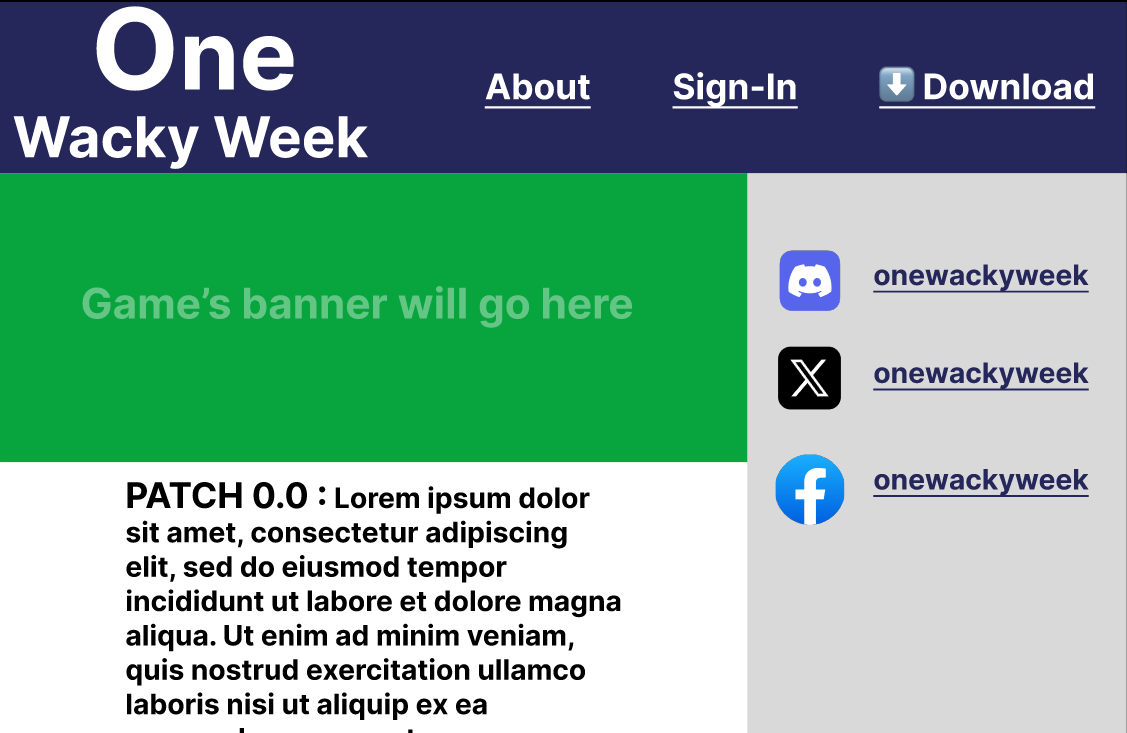 One
Wacky Week
About
Sign-In
⬇️ Download
Game’s banner will go here
onewackyweek
onewackyweek
onewackyweek
PATCH 0.0 : Lorem ipsum dolor
sit amet, consectetur adipiscing
elit, sed do eiusmod tempor
incididunt ut labore et dolore magna
aliqua. Ut enim ad minim veniam,
quis nostrud exercitation ullamco
laboris nisi ut aliquip ex ea